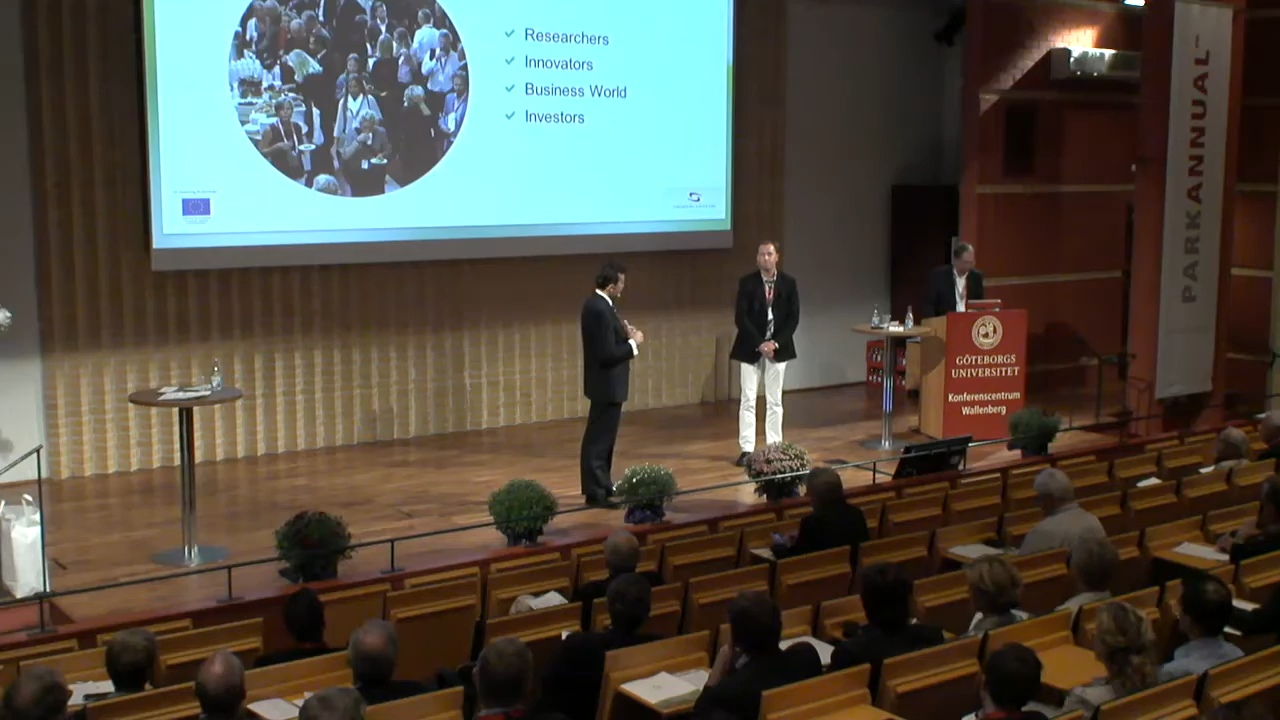 Researchers
Innovators
Business World
Investors
PARKANNUAL
GÖTEBORGS
UNIVERSITET
Konferenscentrum
Wallenberg